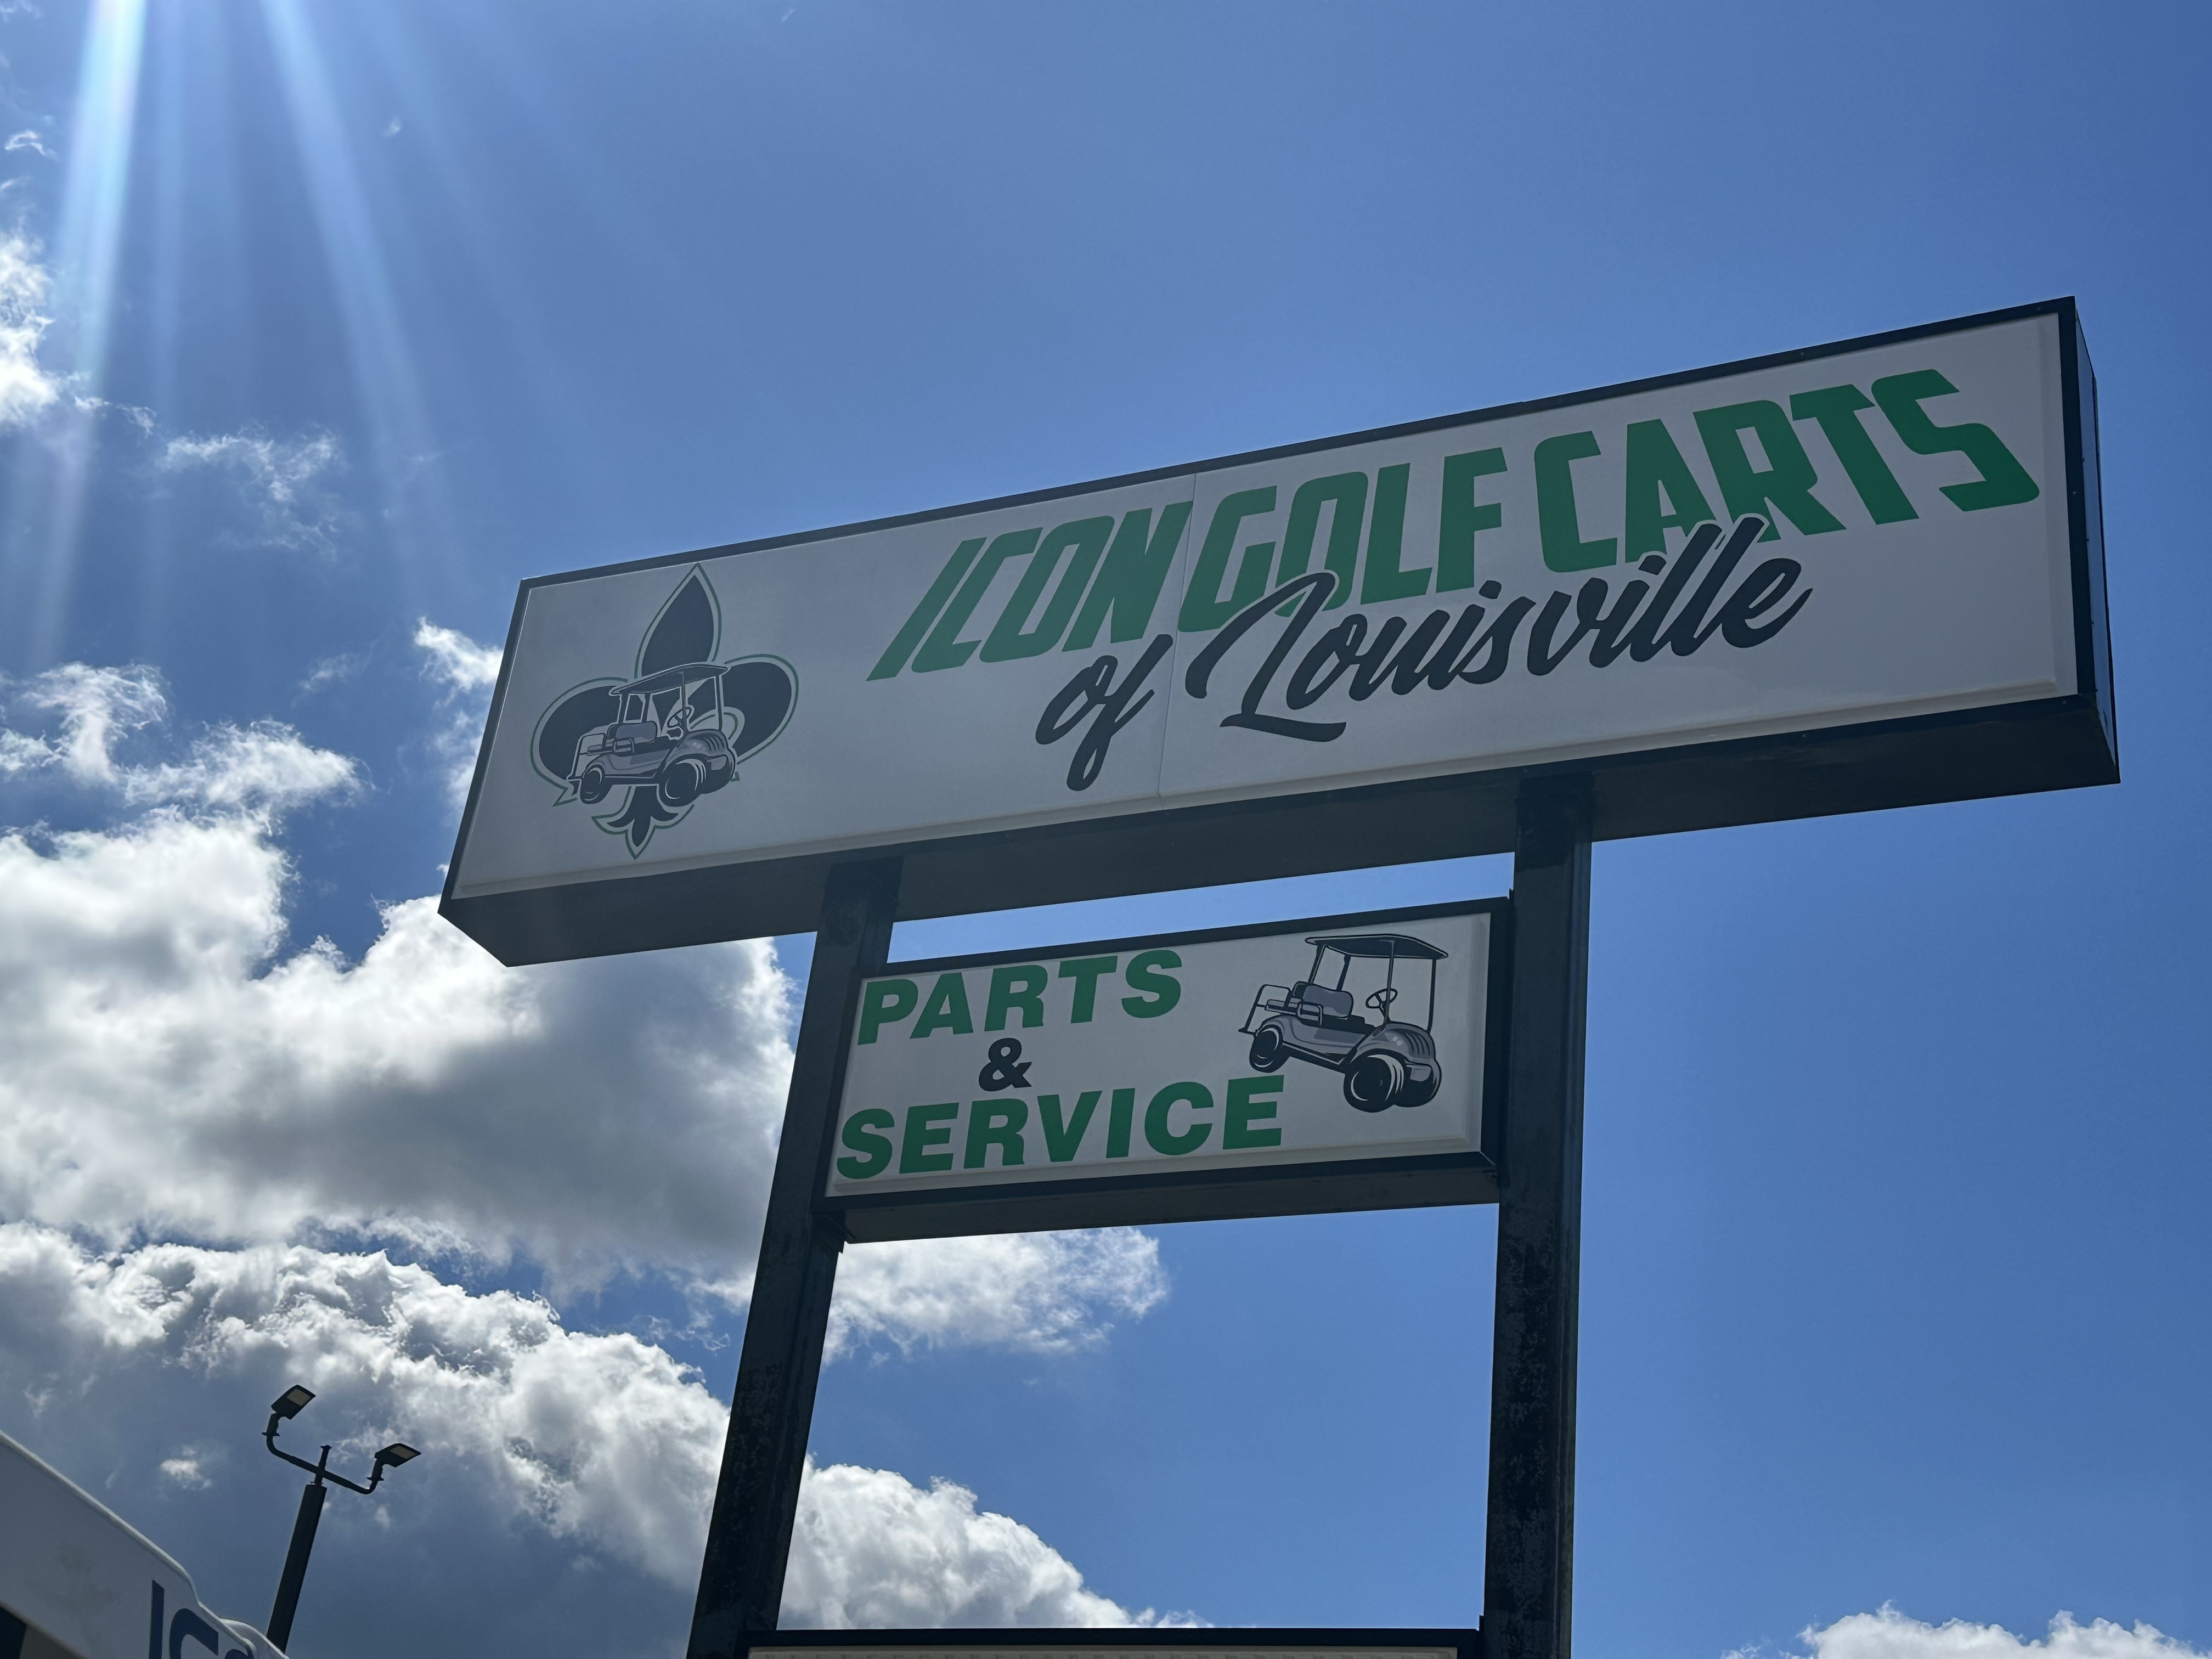 ICON GOLF CARTS
of Louisville
PARTS
&
SERVICE